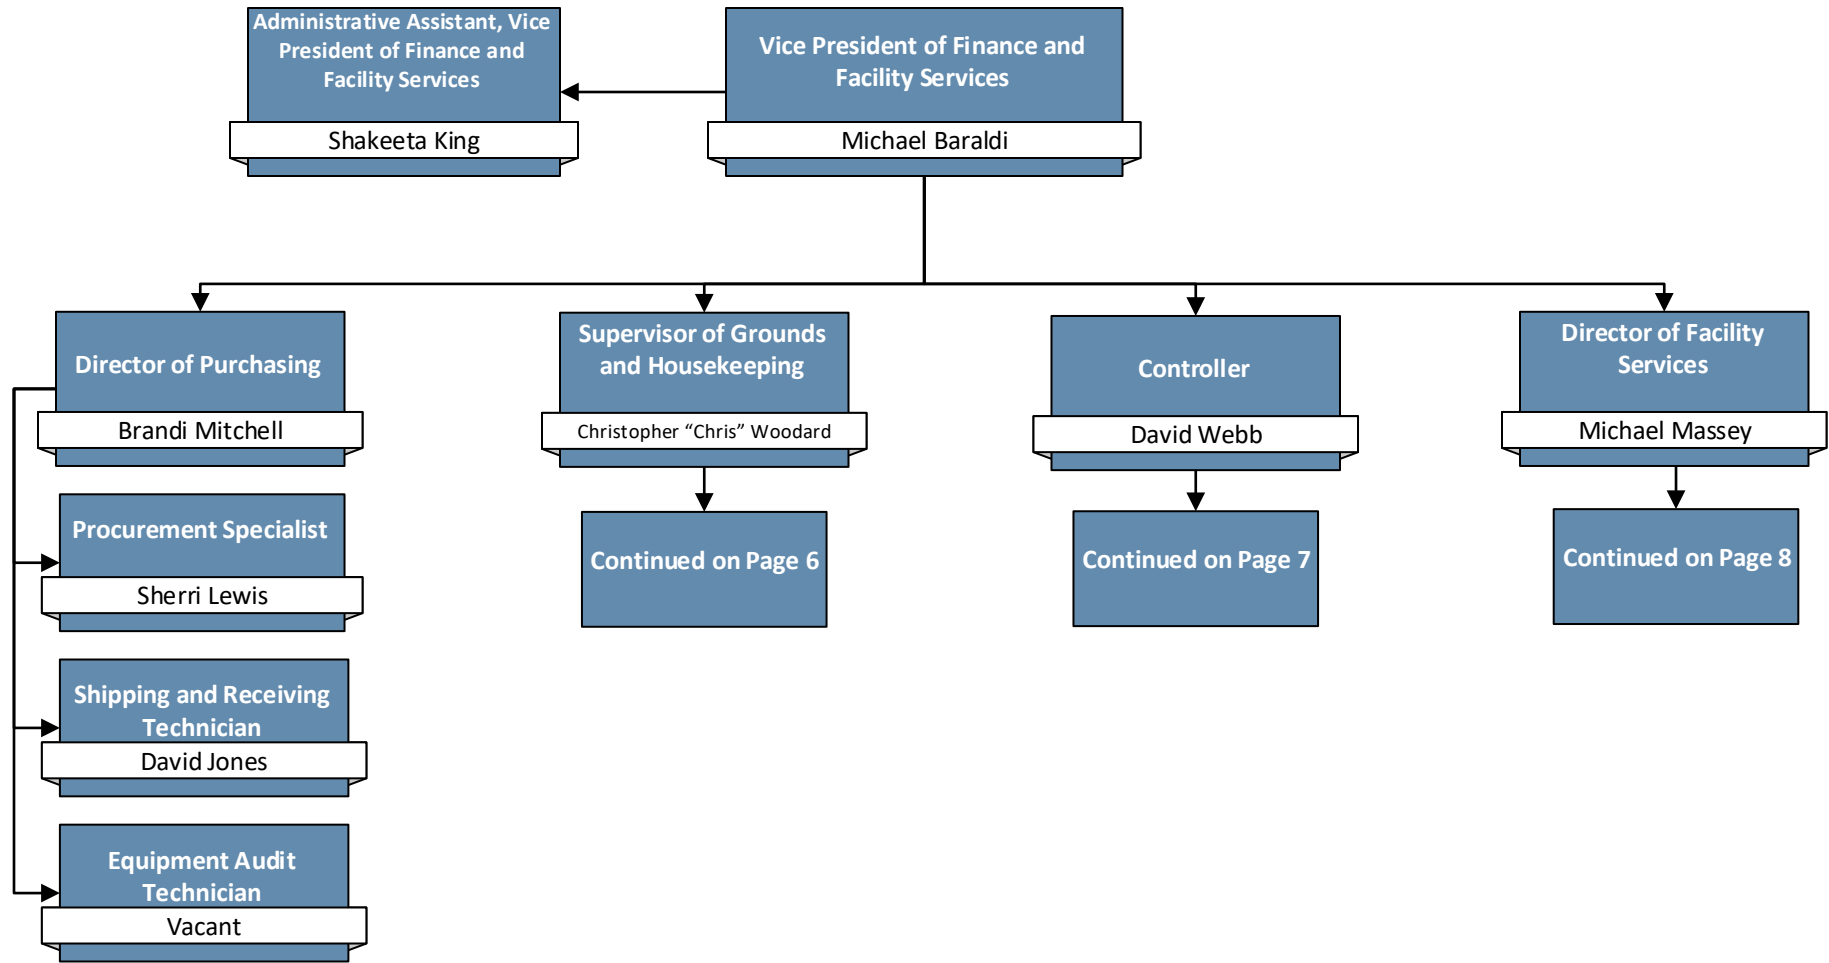 Administrative Assistant, Vice
President of Finance and
Facility Services
Shakeeta King
Vice President of Finance and
Facility Services
Michael Baraldi
Director of Purchasing
Brandi Mitchell
Supervisor of Grounds
and Housekeeping
Christopher “Chris” Woodard
Controller
David Webb
Director of Facility
Services
Michael Massey
Procurement Specialist
Sherri Lewis
Continued on Page 6
Continued on Page 7
Continued on Page 8
Shipping and Receiving
Technician
David Jones
Equipment Audit
Technician
Vacant